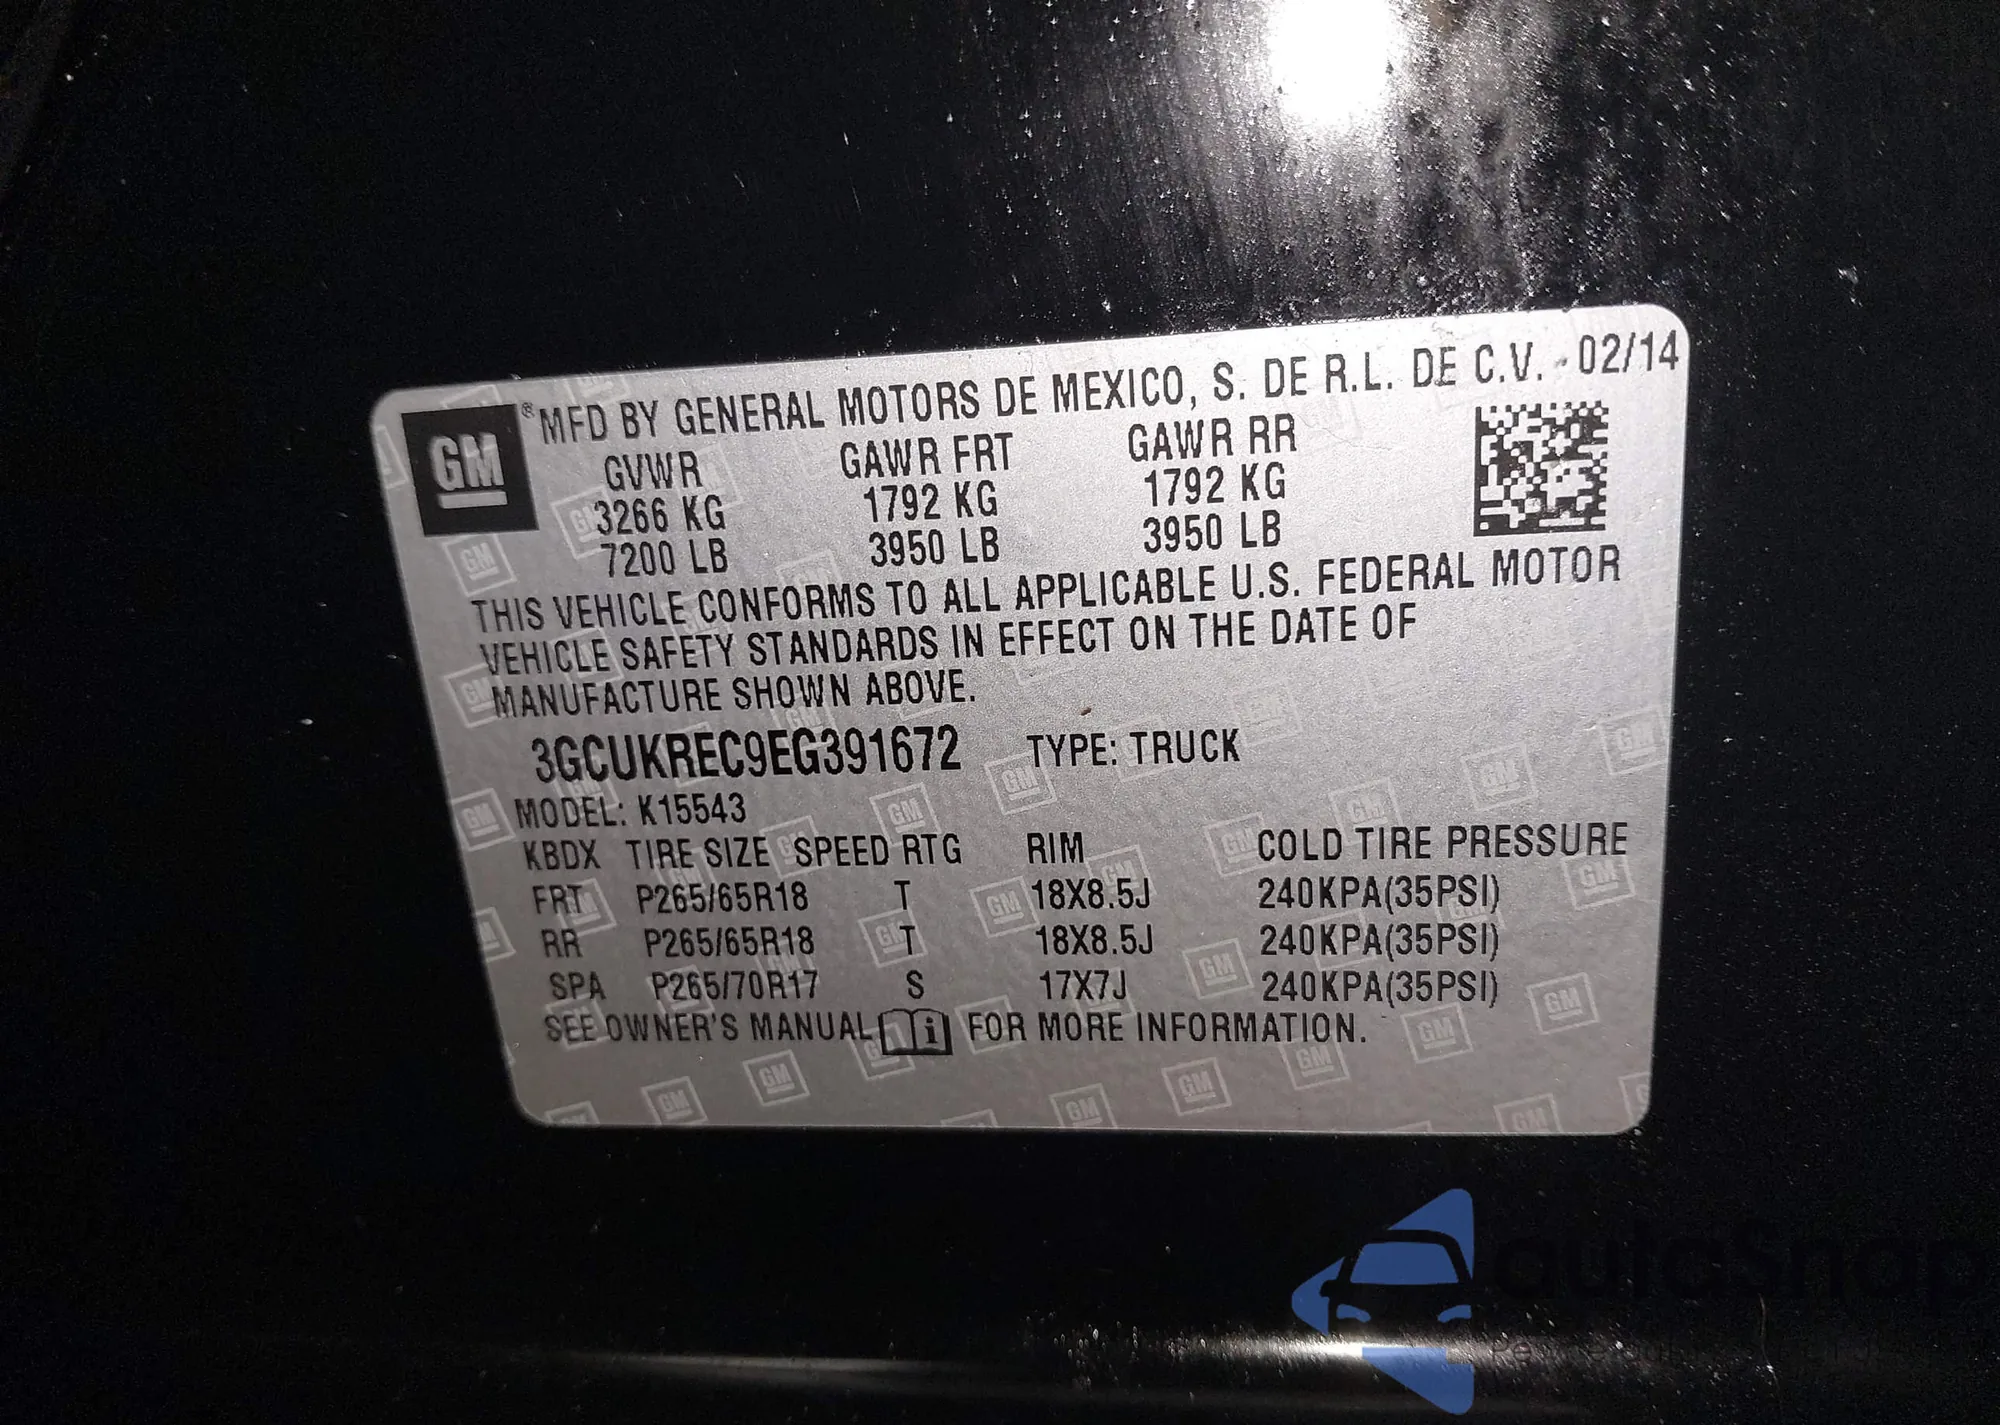 GM ® MFD BY GENERAL MOTORS DE MEXICO, S. DE R.L. DE C.V. - 02/14
GVWR GAWR FRT GAWR RR
3266 KG 1792 KG 1792 KG
7200 LB 3950 LB 3950 LB
THIS VEHICLE CONFORMS TO ALL APPLICABLE U.S. FEDERAL MOTOR
VEHICLE SAFETY STANDARDS IN EFFECT ON THE DATE OF
MANUFACTURE SHOWN ABOVE.
3GCUKREC9EG391672 TYPE: TRUCK
MODEL: K15543
KBDX TIRE SIZE SPEED RTG RIM COLD TIRE PRESSURE
FRT P265/65R18 T 18X8.5J 240KPA(35PSI)
RR P265/65R18 T 18X8.5J 240KPA(35PSI)
SPA P265/70R17 S 17X7J 240KPA(35PSI)
SEE OWNER'S MANUAL i FOR MORE INFORMATION.